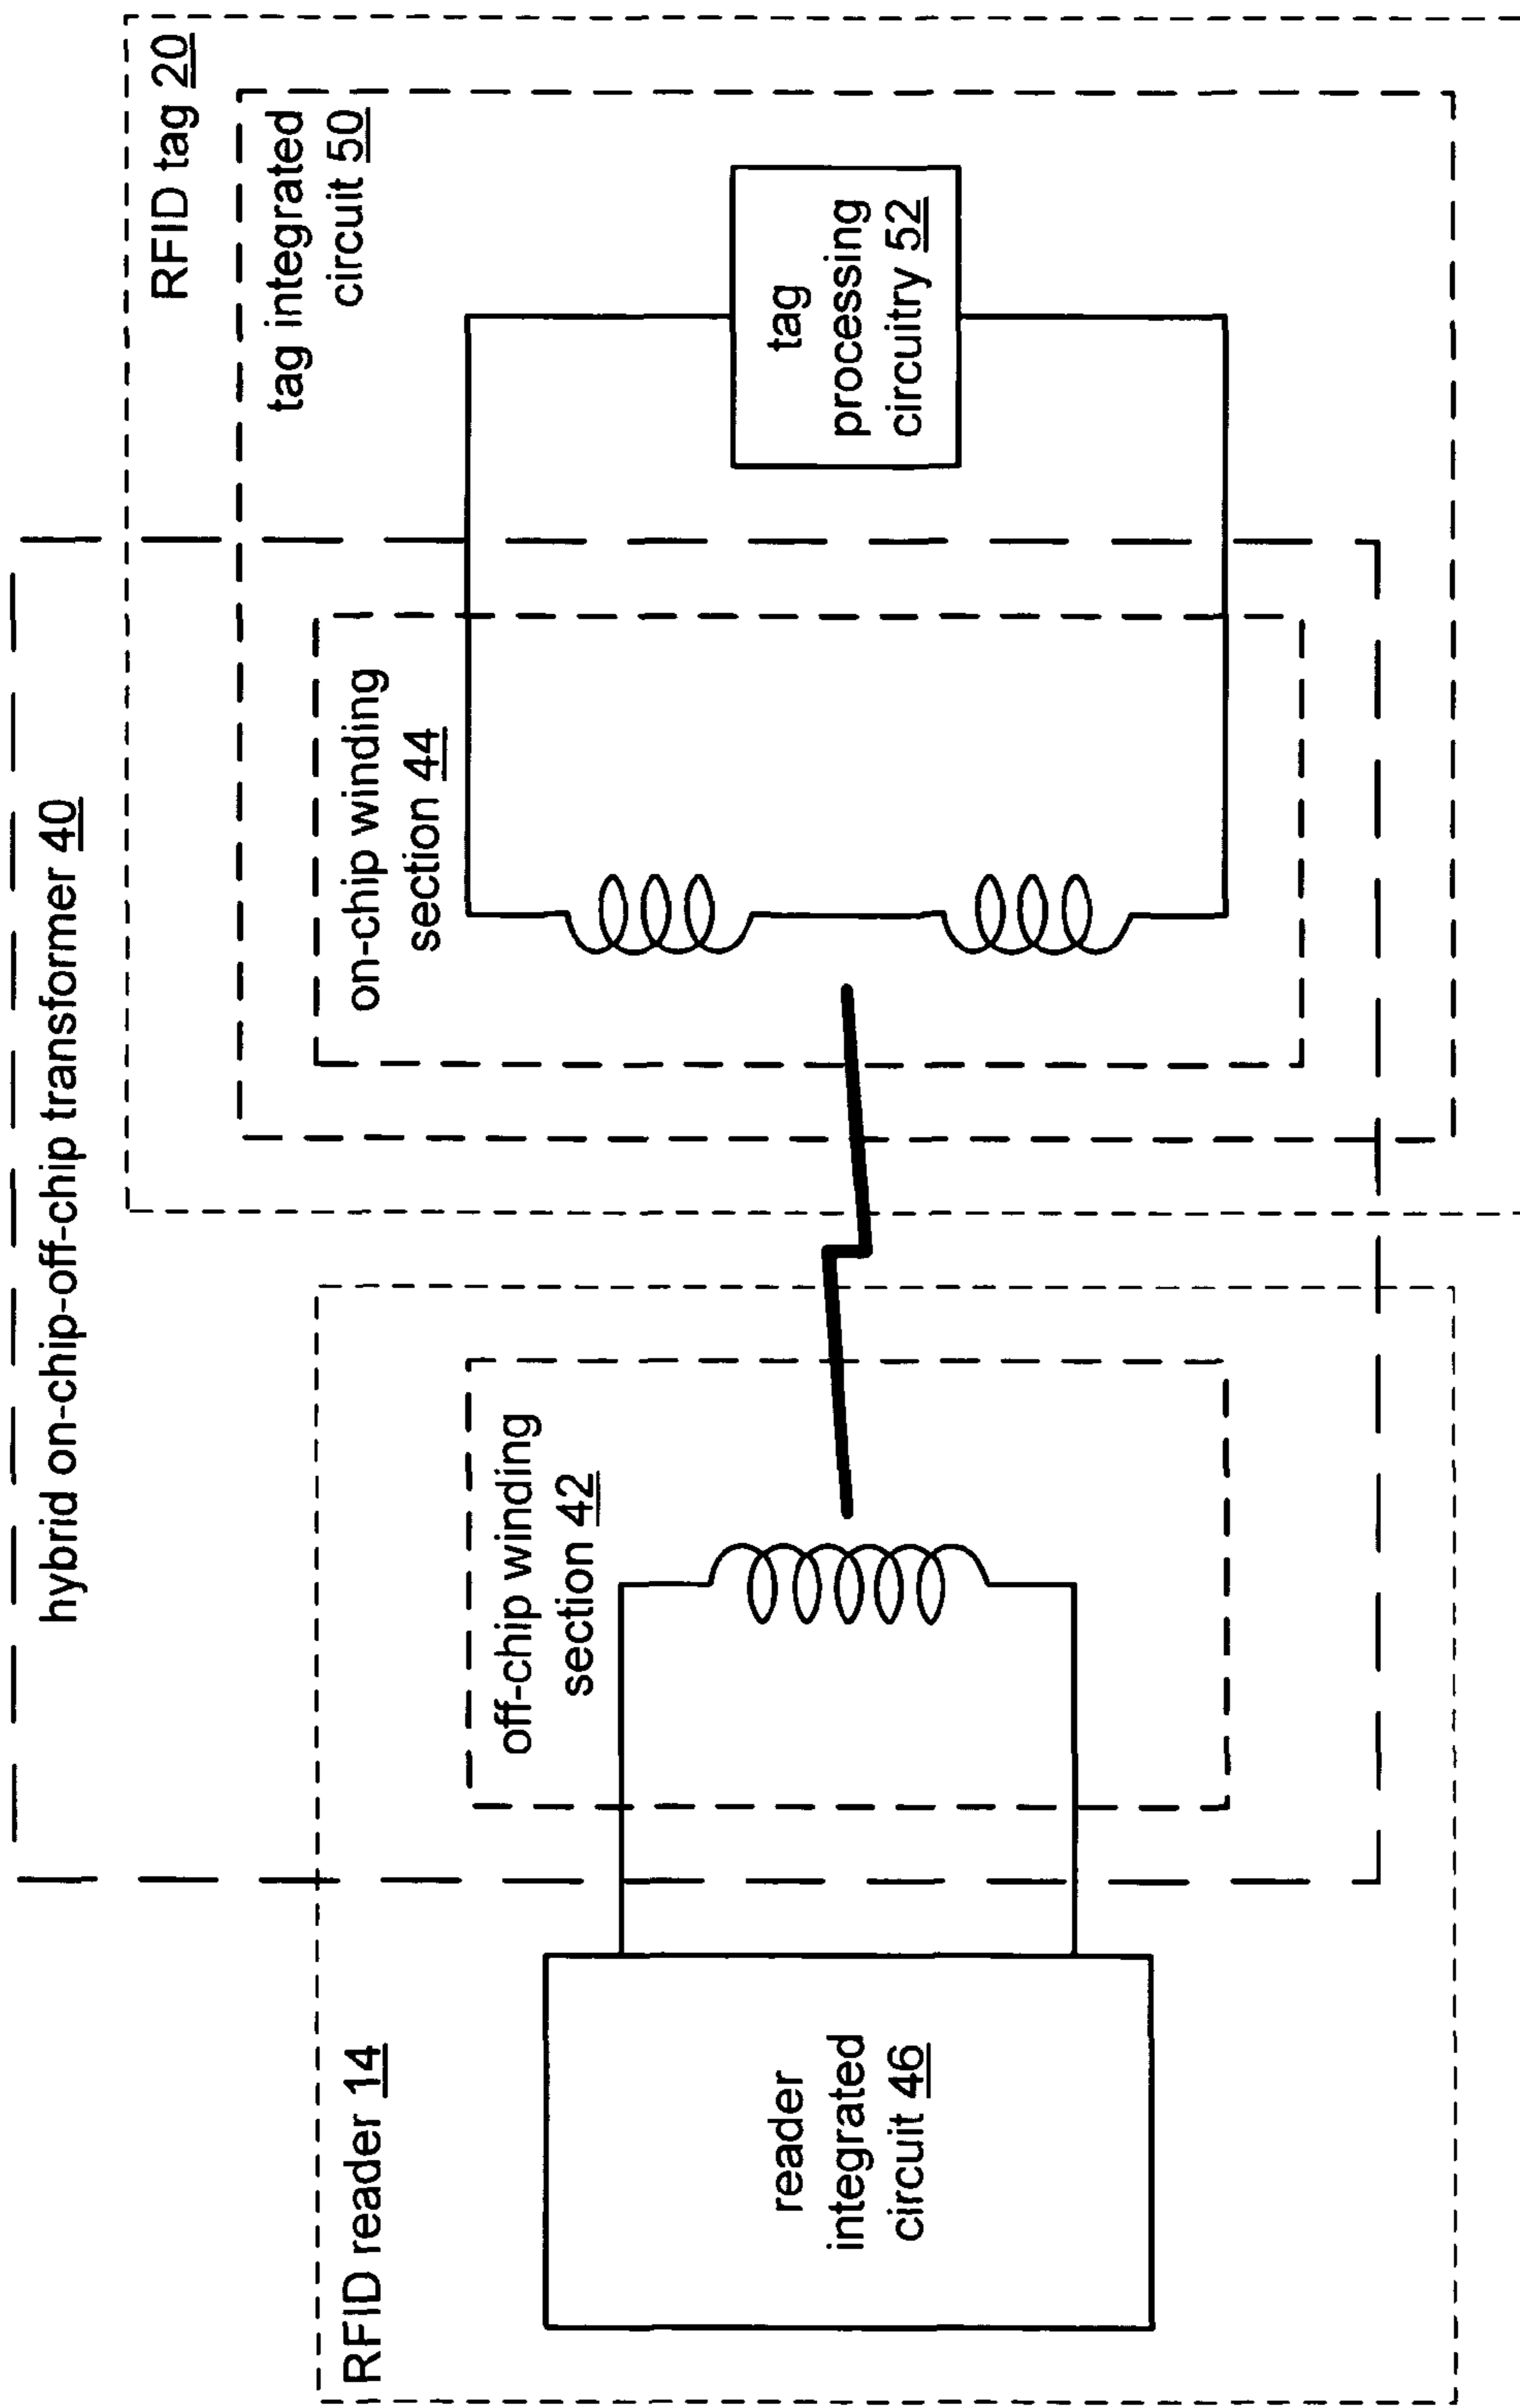 hybrid on-chip-off-chip transformer 40
RFID reader 14
reader
integrated
circuit 46
off-chip winding
section 42
RFID tag 20
tag integrated
circuit 50
on-chip winding
section 44
tag
processing
circuitry 52